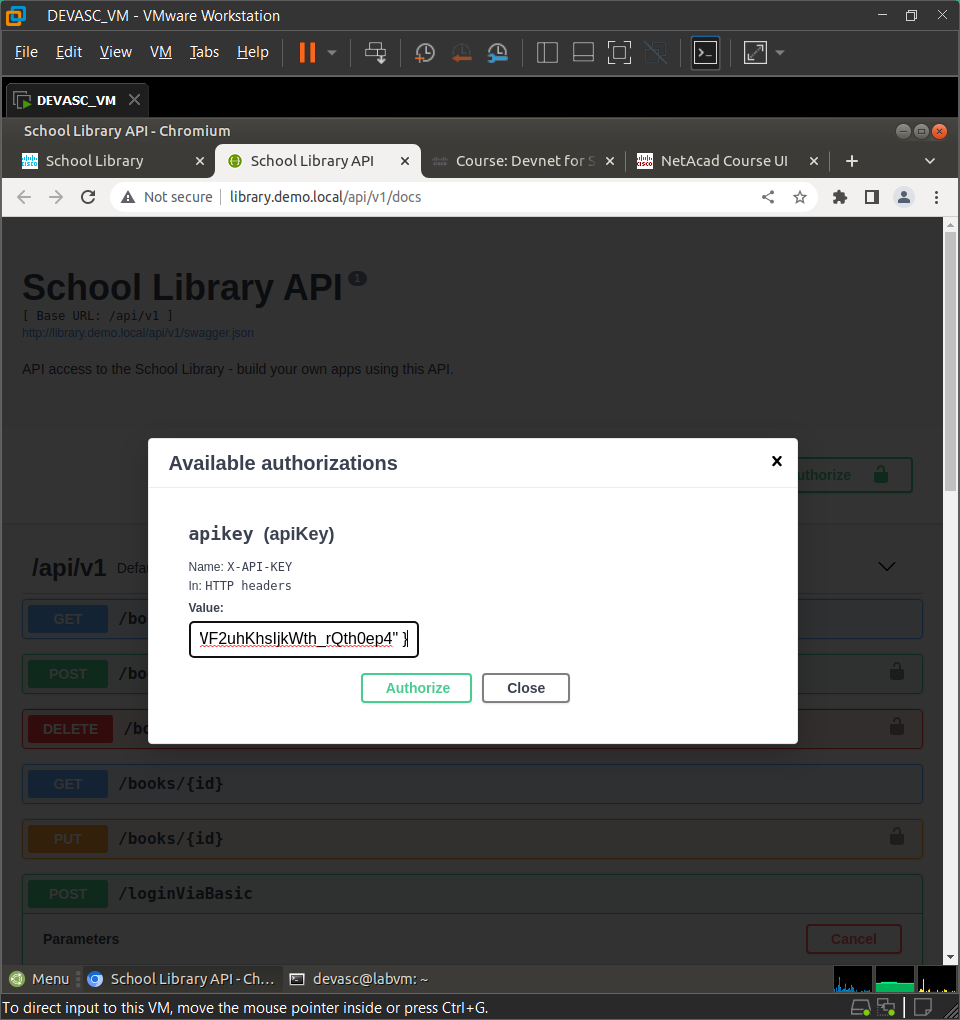 DEVASC_VM - VMware Workstation
File Edit View VM Tabs Help
DEVASC_VM
School Library API - Chromium
School Library
School Library API
Course: Devnet for S
NetAcad Course UI
Not secure library.demo.local/api/v1/docs
School Library API 1
[ Base URL: /api/v1 ]
http://library.demo.local/api/v1/swagger.json
API access to the School Library - build your own apps using this API.
Available authorizations
uthorize
apikey (apiKey)
Name: X-API-KEY
In: HTTP headers
Value:
VF2uhKhsIjkWth_rQth0ep4" }
Authorize Close
/api/v1 Defau
GET /bo
POST /bo
DELETE /bo
GET /books/{id}
PUT /books/{id}
POST /loginViaBasic
Parameters Cancel
Menu School Library API - Ch... devasc@labvm: ~
To direct input to this VM, move the mouse pointer inside or press Ctrl+G.